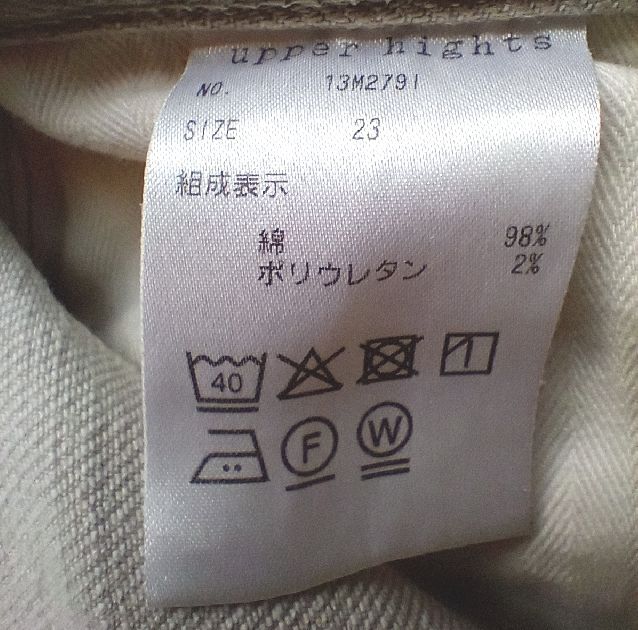 upper hights
NO. 13M2791
SIZE 23
組成表示
綿 98%
ポリウレタン 2%
40
F W